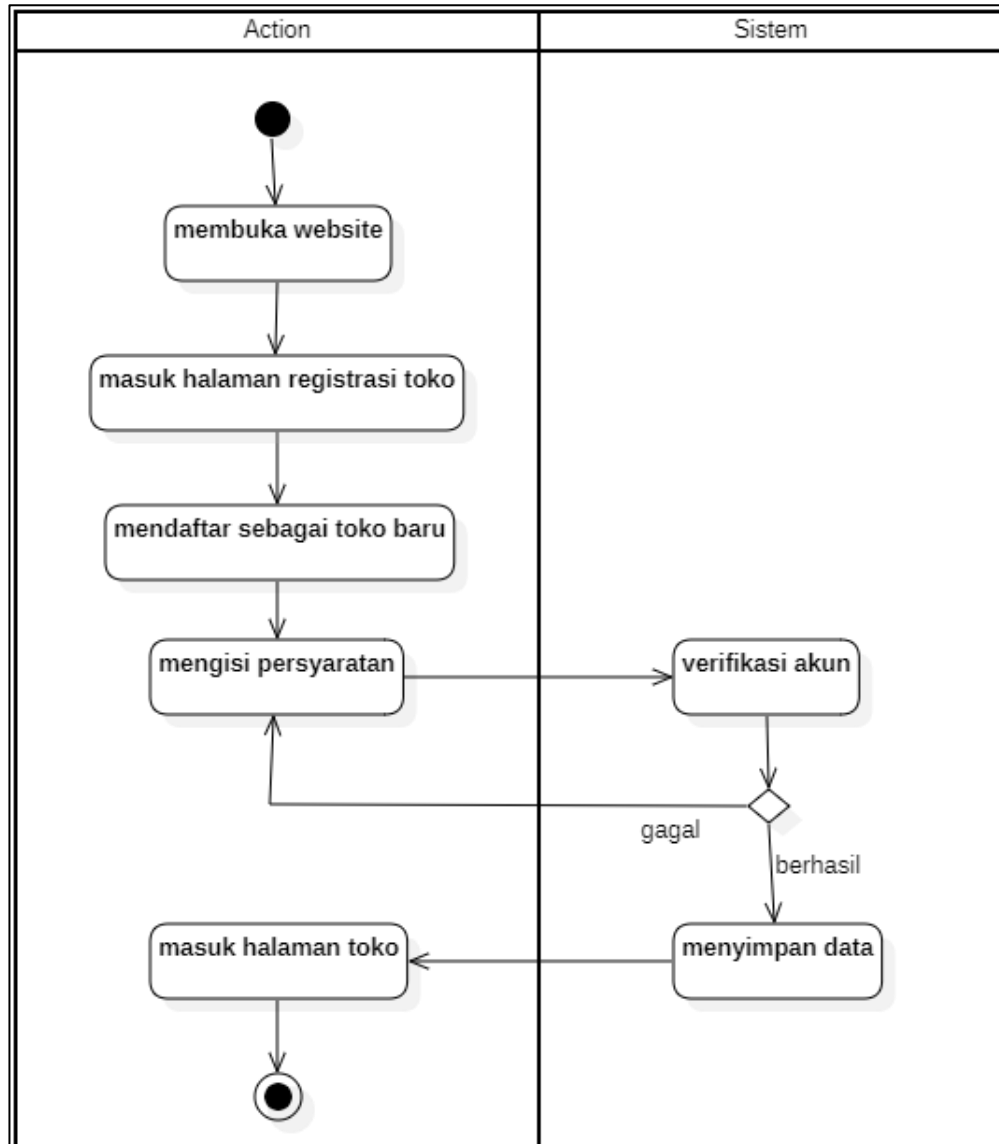 Action
Sistem
membuka website
masuk halaman registrasi toko
mendaftar sebagai toko baru
mengisi persyaratan
verifikasi akun
gagal
berhasil
masuk halaman toko
menyimpan data